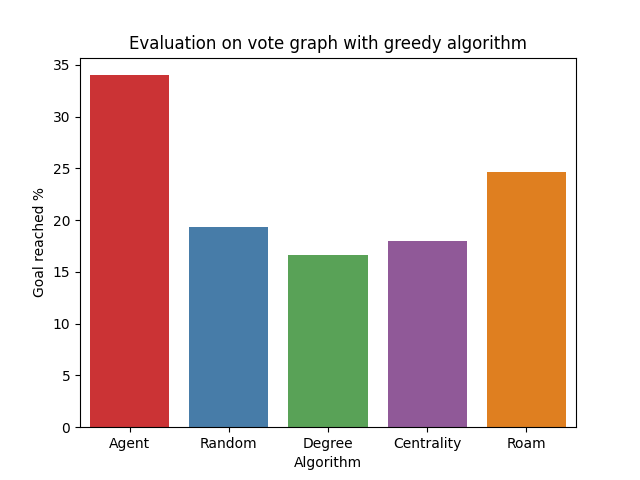 Evaluation on vote graph with greedy algorithm
Goal reached %
35
30
25
20
15
10
5
0
Agent Random Degree Centrality Roam
Algorithm